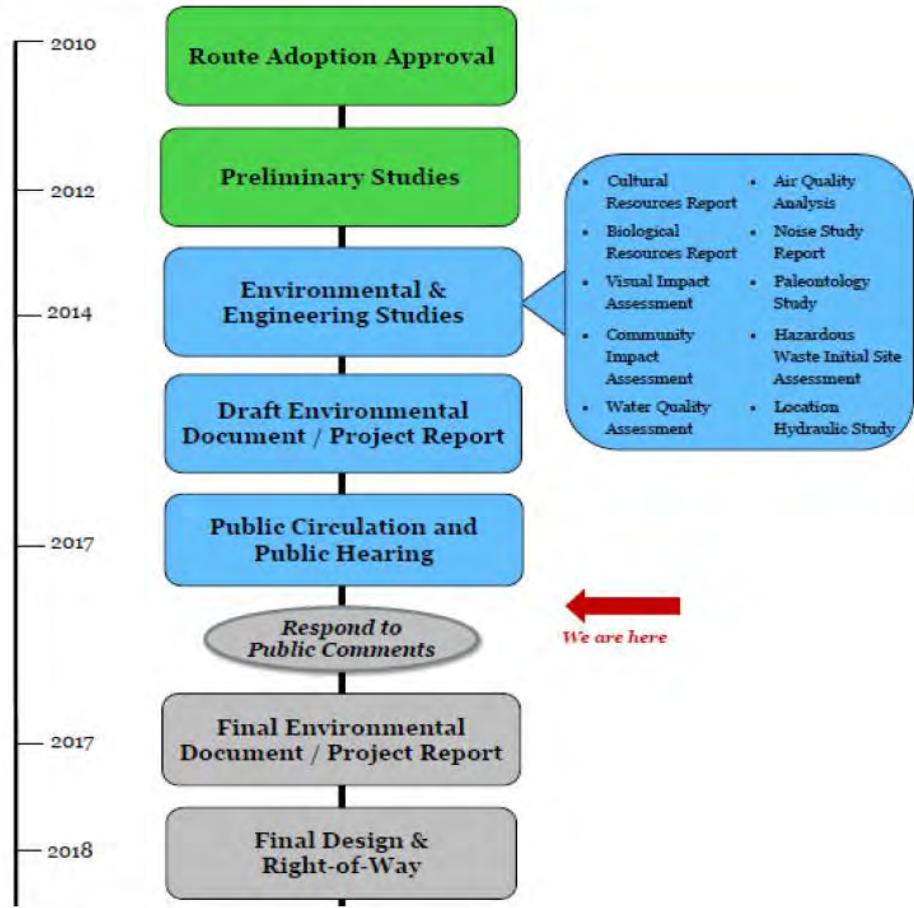 2010
Route Adoption Approval
2012
Preliminary Studies
2014
Environmental &
Engineering Studies
• Cultural
Resources Report
• Biological
Resources Report
• Visual Impact
Assessment
• Community
Impact
Assessment
• Water Quality
Assessment
• Air Quality
Analysis
• Noise Study
Report
• Paleontology
Study
• Hazardous
Waste Initial Site
Assessment
• Location
Hydraulic Study
Draft Environmental
Document / Project Report
2017
Public Circulation and
Public Hearing
We are here
Respond to
Public Comments
2017
Final Environmental
Document / Project Report
2018
Final Design &
Right-of-Way